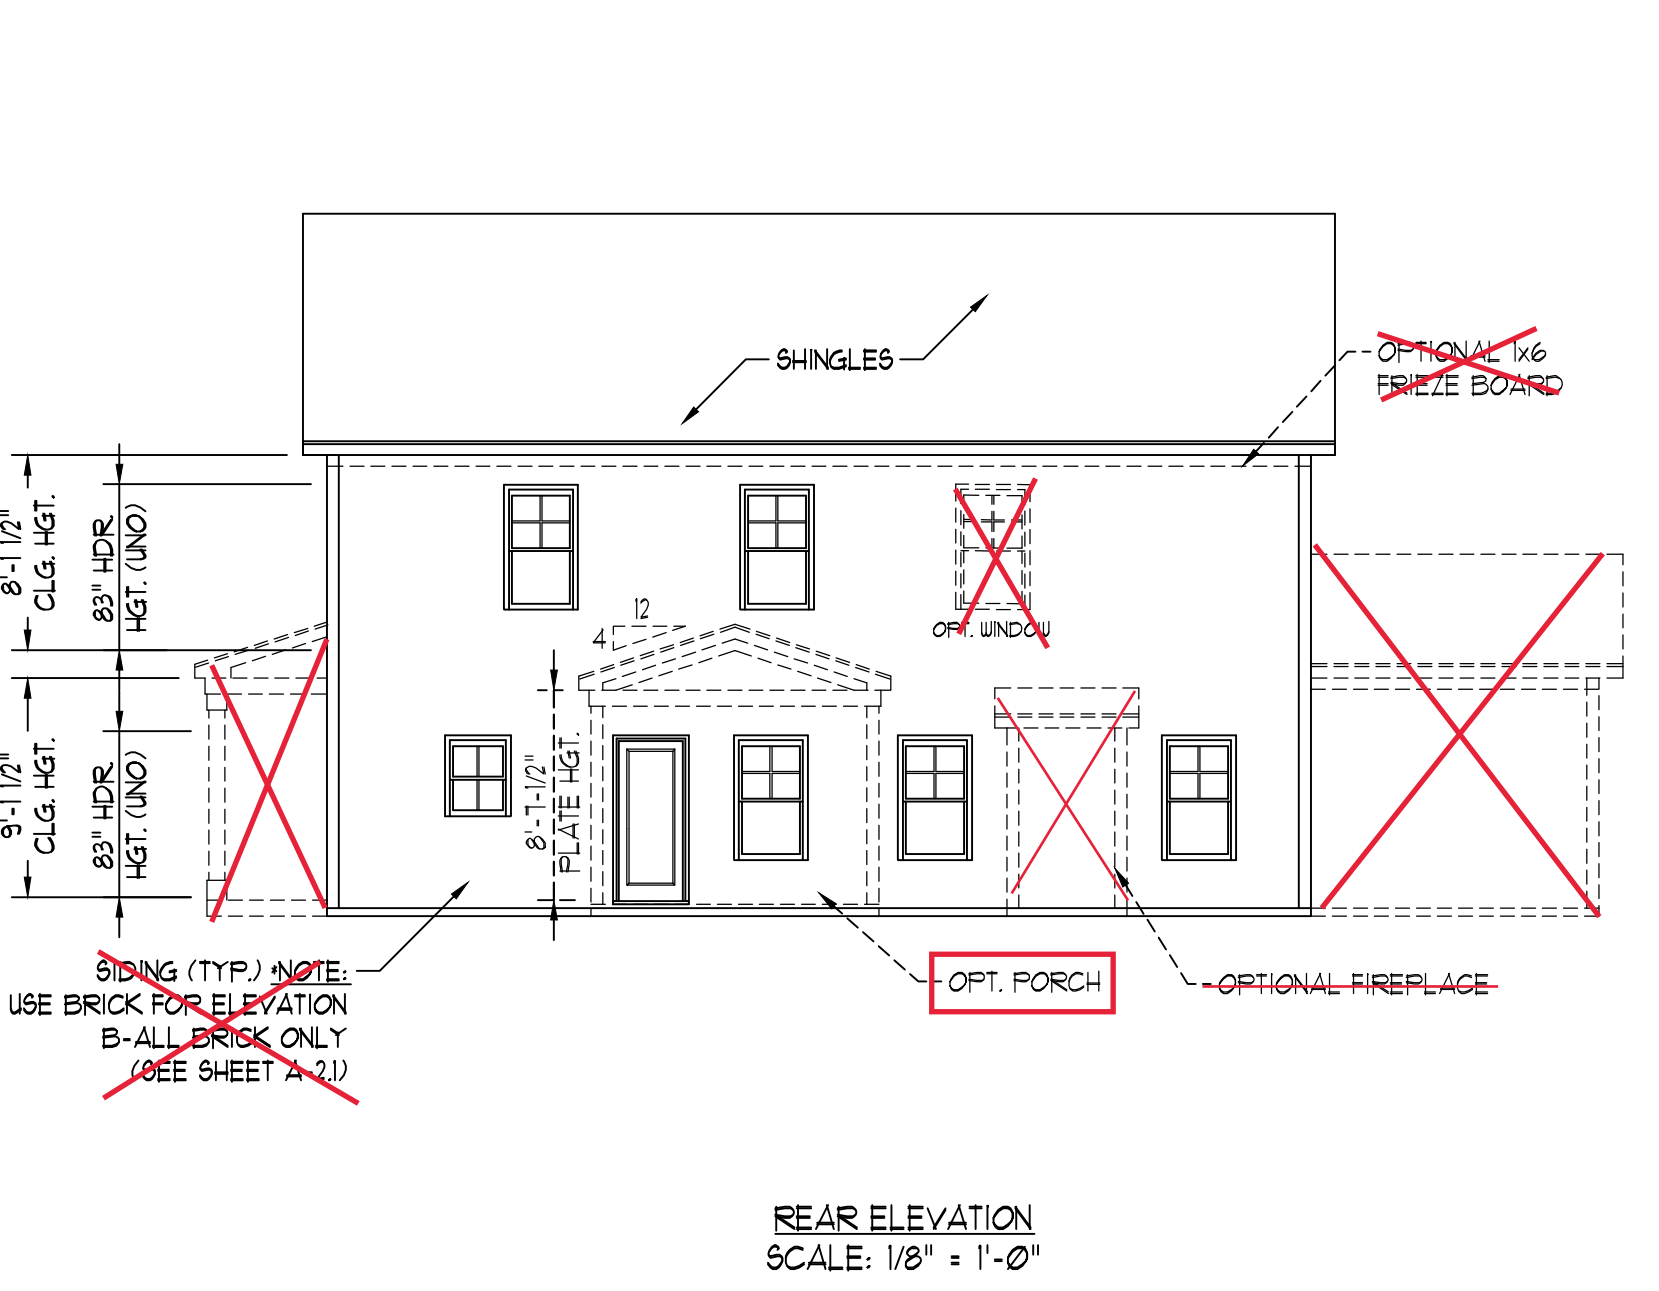 SHINGLES
OPTIONAL 1x6
FRIEZE BOARD
8'-1 1/2"
CLG. HGT.
83" HDR.
HGT. (UNO)
12
4
OPT. WINDOW
9'-1 1/2"
CLG. HGT.
83" HDR.
HGT. (UNO)
8'-1-1/2"
PLATE HGT.
SIDING (TYP.) *NOTE:
USE BRICK FOR ELEVATION
B-ALL BRICK ONLY
(SEE SHEET A-2.1)
OPT. PORCH
OPTIONAL FIREPLACE
REAR ELEVATION
SCALE: 1/8" = 1'-0"